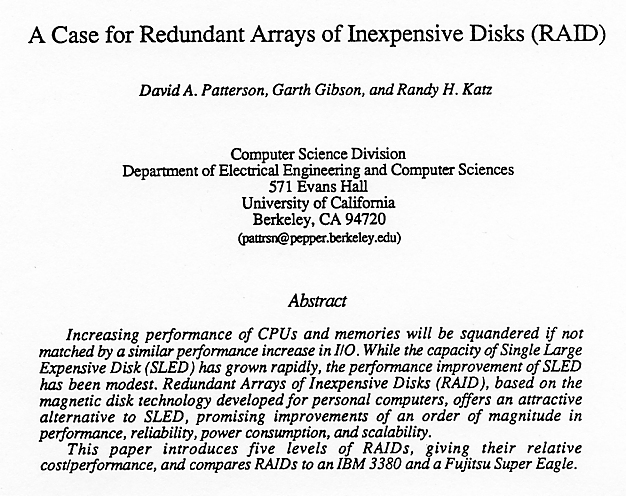 A Case for Redundant Arrays of Inexpensive Disks (RAID)
David A. Patterson, Garth Gibson, and Randy H. Katz
Computer Science Division
Department of Electrical Engineering and Computer Sciences
571 Evans Hall
University of California
Berkeley, CA 94720
(pattrsn@pepper.berkeley.edu)
Abstract
Increasing performance of CPUs and memories will be squandered if not
matched by a similar performance increase in I/O. While the capacity of Single Large
Expensive Disk (SLED) has grown rapidly, the performance improvement of SLED
has been modest. Redundant Arrays of Inexpensive Disks (RAID), based on the
magnetic disk technology developed for personal computers, offers an attractive
alternative to SLED, promising improvements of an order of magnitude in
performance, reliability, power consumption, and scalability.
This paper introduces five levels of RAIDs, giving their relative
cost/performance, and compares RAIDs to an IBM 3380 and a Fujitsu Super Eagle.